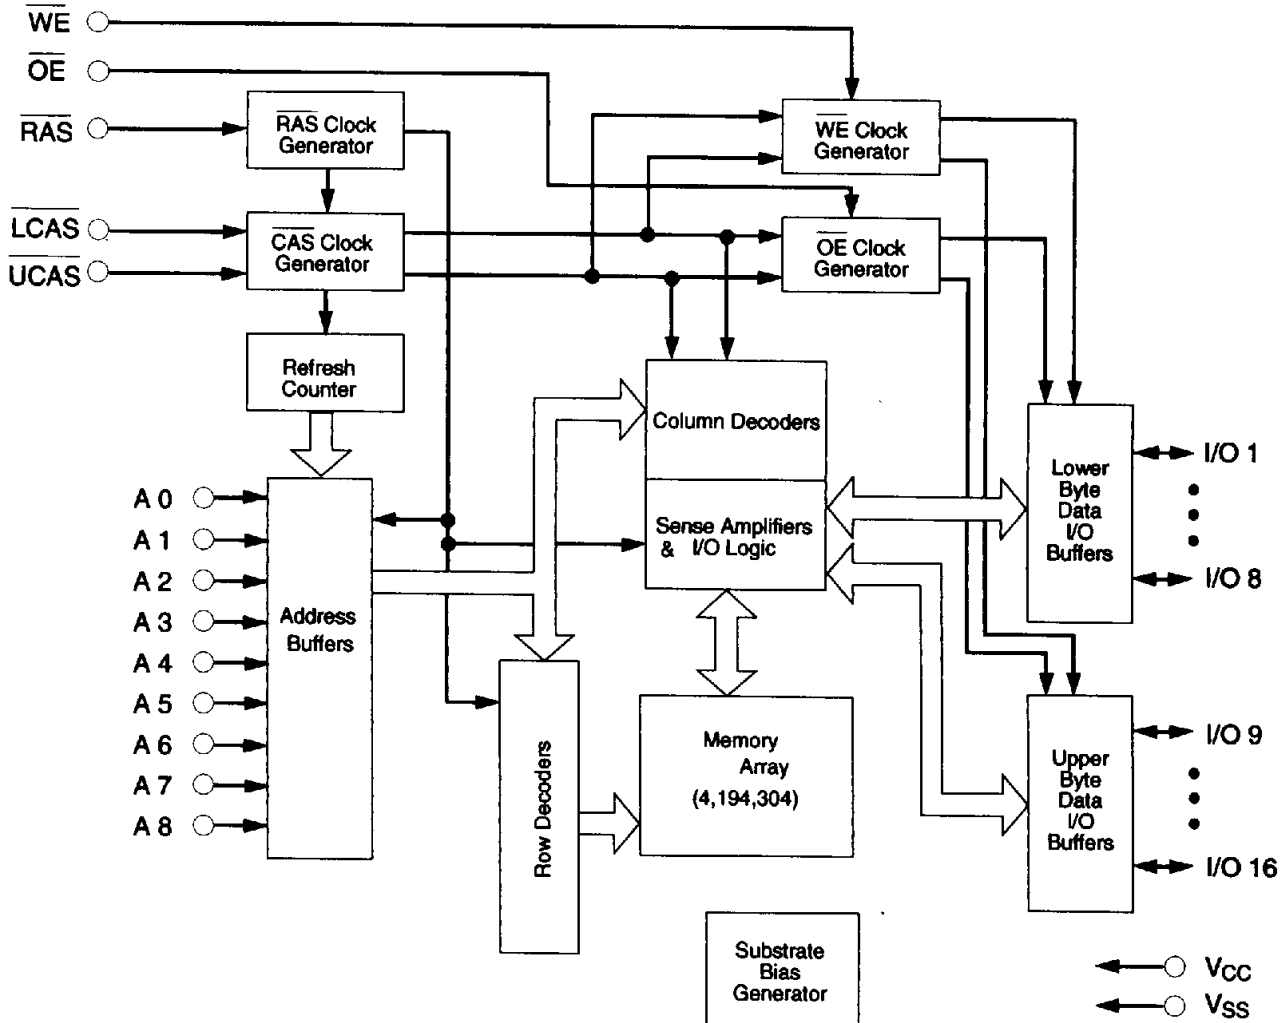 WE
OE
RAS
RAS Clock
Generator
WE Clock
Generator
LCAS
UCAS
CAS Clock
Generator
OE Clock
Generator
Refresh
Counter
Column Decoders
Sense Amplifiers
& I/O Logic
Lower
Byte
Data
I/O
Buffers
I/O 1
I/O 8
A 0
A 1
A 2
A 3
A 4
A 5
A 6
A 7
A 8
Address
Buffers
Row Decoders
Memory
Array
(4,194,304)
Upper
Byte
Data
I/O
Buffers
I/O 9
I/O 16
Substrate
Bias
Generator
VCC
VSS